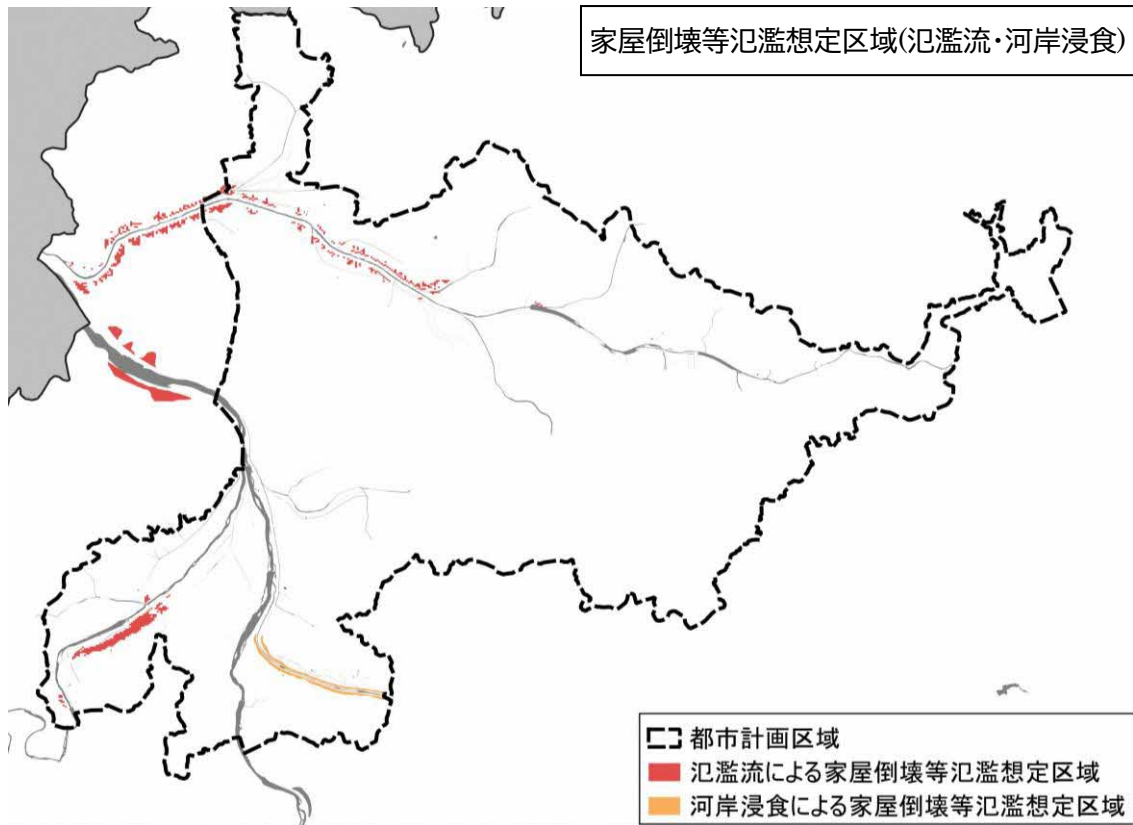 家屋倒壊等氾濫想定区域(氾濫流・河岸浸食)
都市計画区域
氾濫流による家屋倒壊等氾濫想定区域
河岸浸食による家屋倒壊等氾濫想定区域